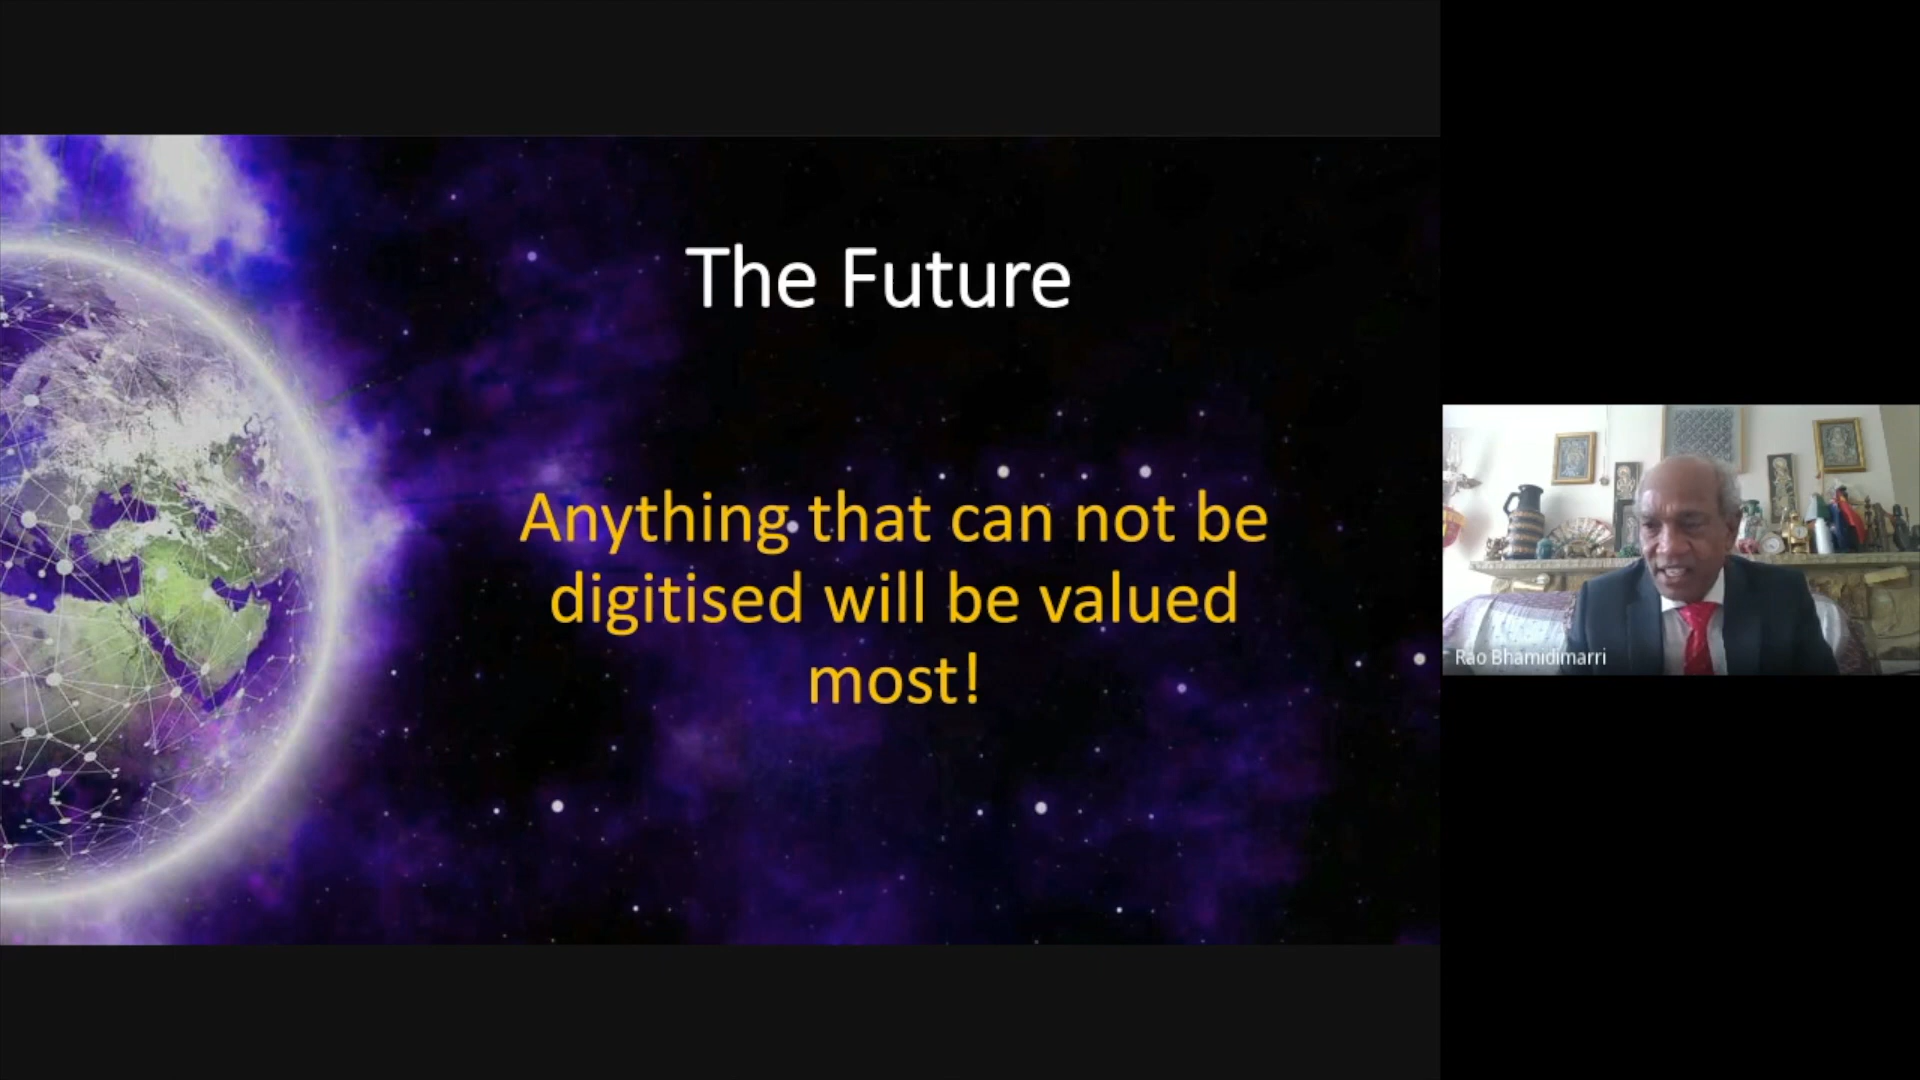 The Future
Anything that can not be
digitised will be valued
most!
Rao Bhamidimarri